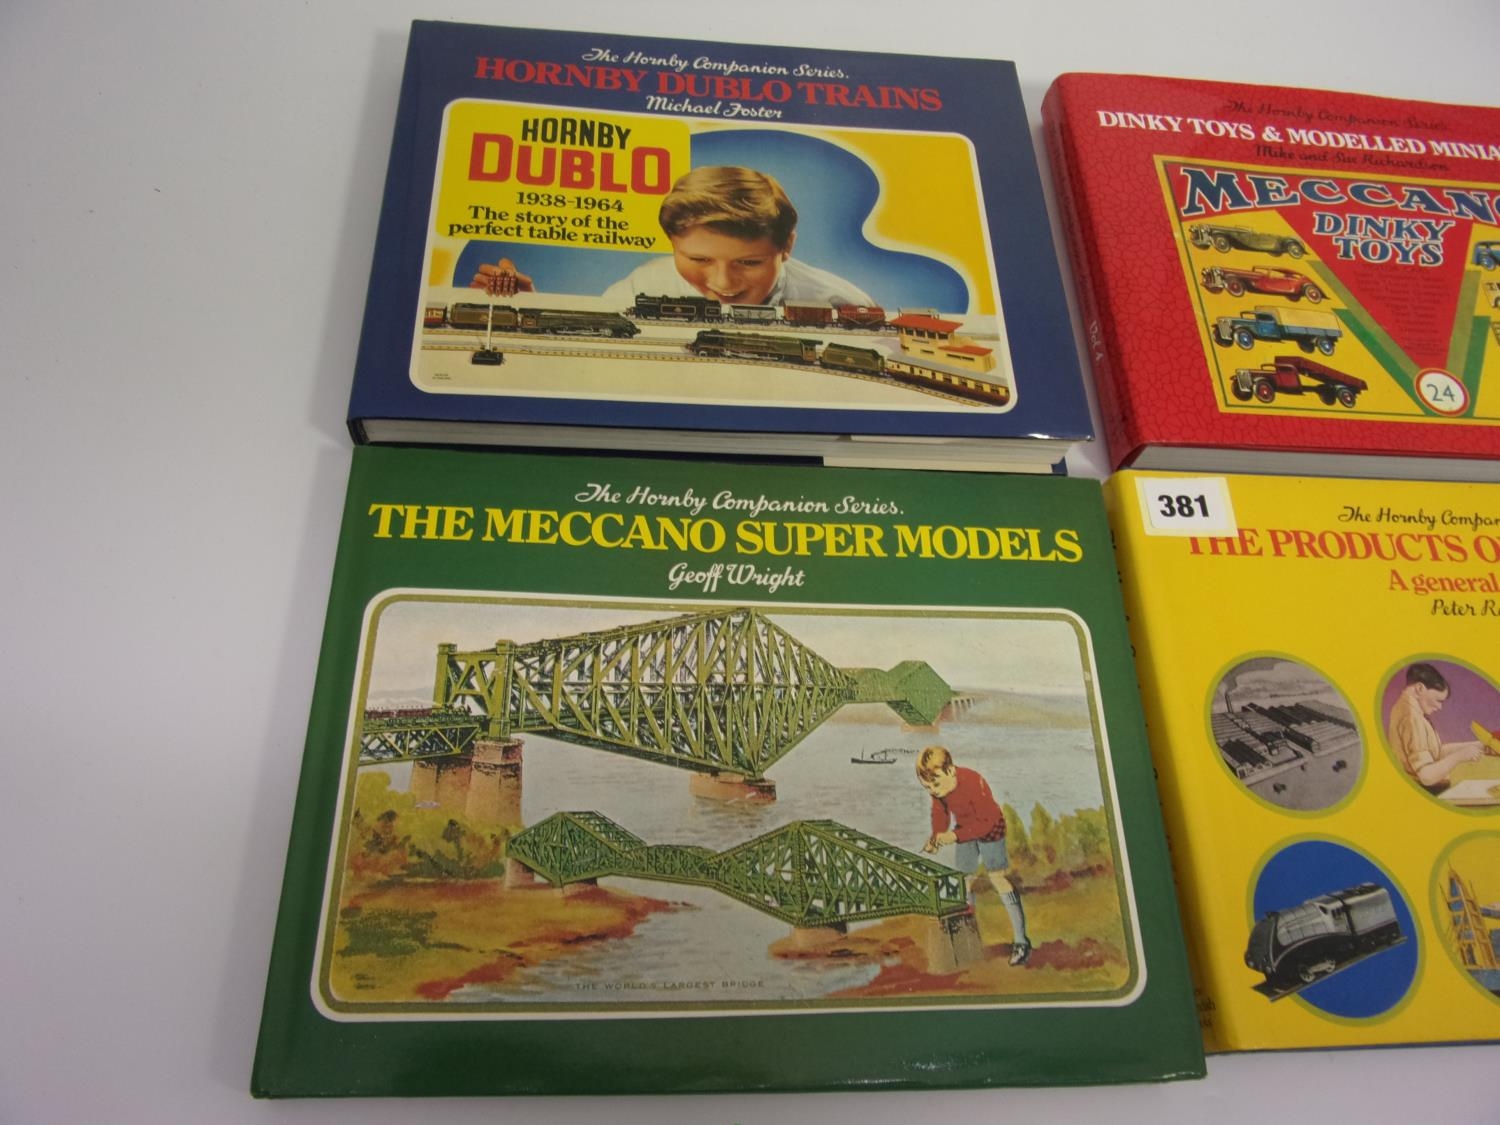 The Hornby Companion Series.
HORNBY DUBLO TRAINS
Michael Foster
HORNBY
DUBLO
1938-1964
The story of the
perfect table railway
The Hornby Companion Series.
DINKY TOYS & MODELLED MINIA
Mike and Sue Richardson
MECCANO
DINKY
TOYS
24
Vol. 4
The Hornby Companion Series.
THE MECCANO SUPER MODELS
Geoff Wright
THE WORLD'S LARGEST BRIDGE
381
The Hornby Compan
THE PRODUCTS O
A general
Peter R